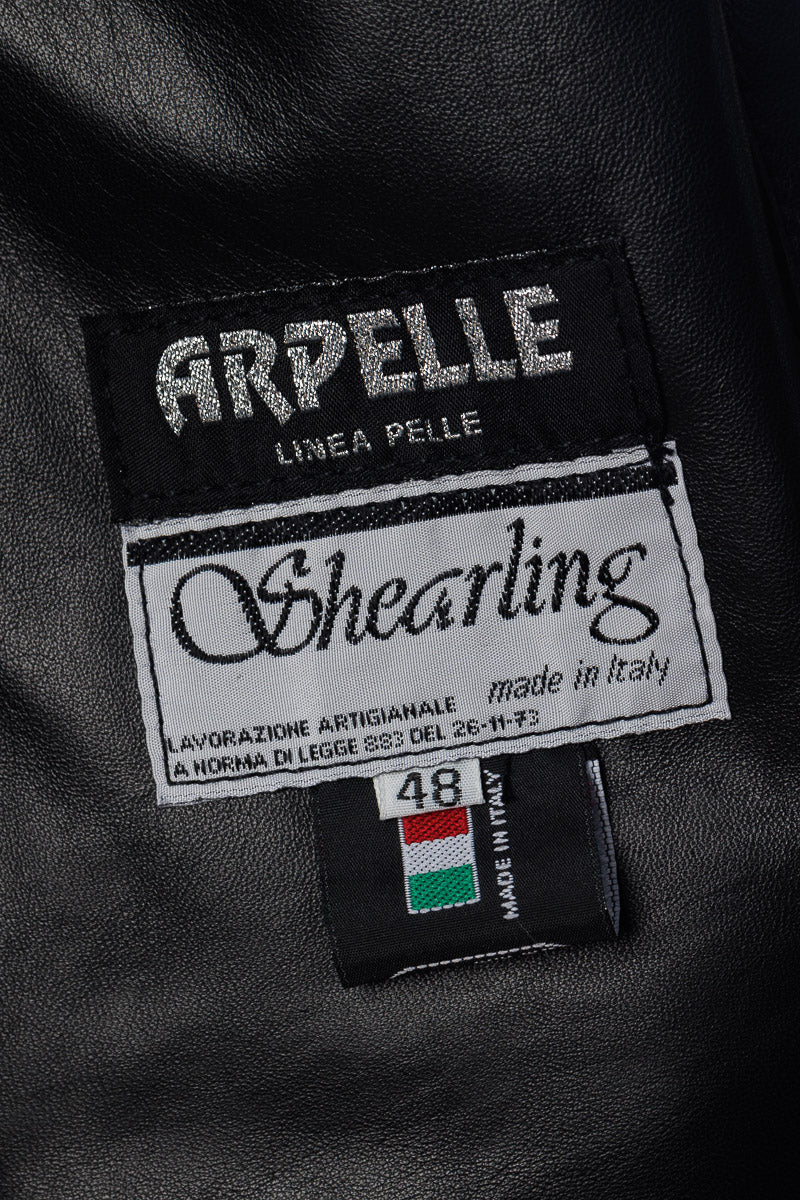 ARPELLE
LINEA PELLE
Shearling
made in Italy
LAVORAZIONE ARTIGIANALE
A NORMA DI LEGGE 883 DEL 26-11-73
48
MADE IN ITALY